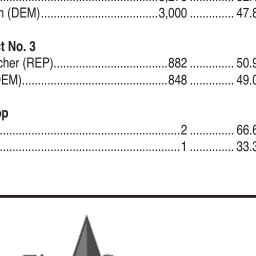 (DEM)..................................3,000 .............. 47.8
t No. 3
cher (REP)................................. 882 .............. 50.9
EM).......................................... 848 .............. 49.0
op
.................................................. 2 .............. 66.6
.................................................. 1 .............. 33.3